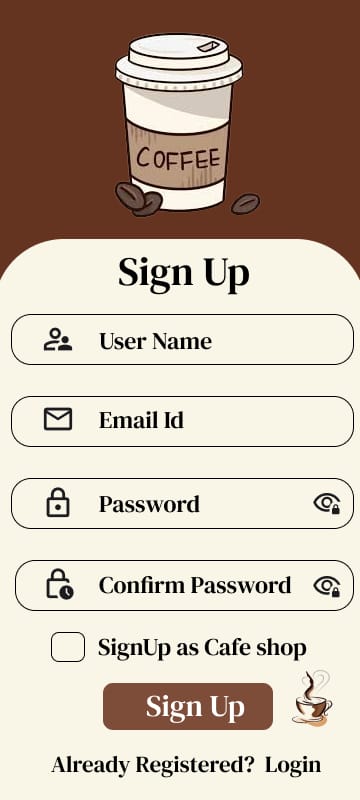 COFFEE
Sign Up
User Name
Email Id
Password
Confirm Password
SignUp as Cafe shop
Sign Up
Already Registered? Login